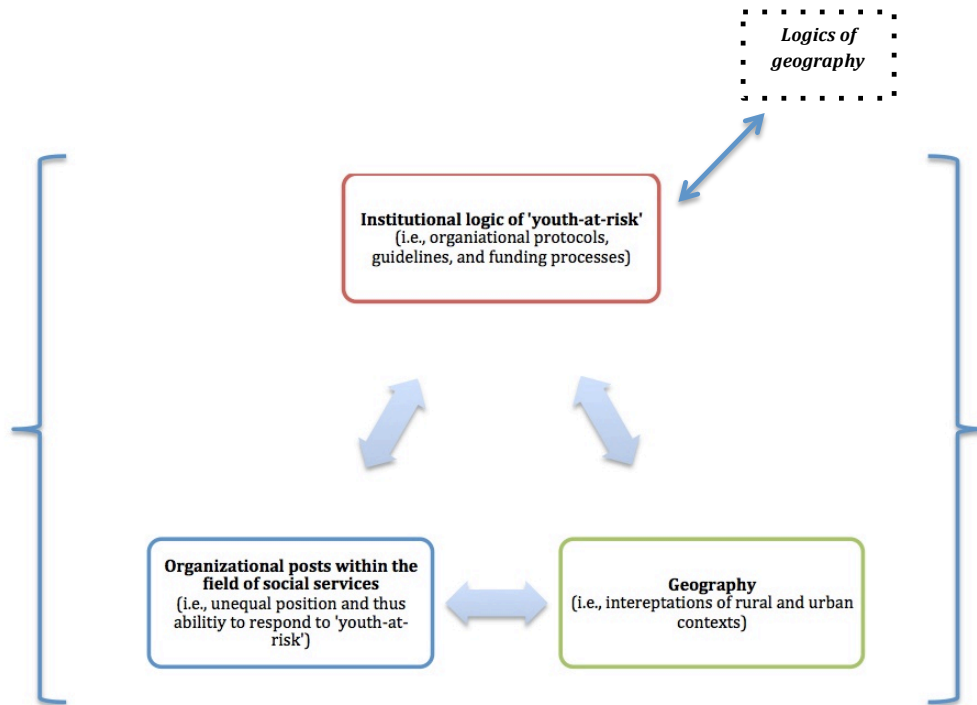 Logics of
geography
Institutional logic of 'youth-at-risk'
(i.e., organiational protocols,
guidelines, and funding processes)
Organizational posts within the
field of social services
(i.e., unequal position and thus
abilitiy to respond to 'youth-at-
risk')
Geography
(i.e., intereptations of rural and urban
contexts)